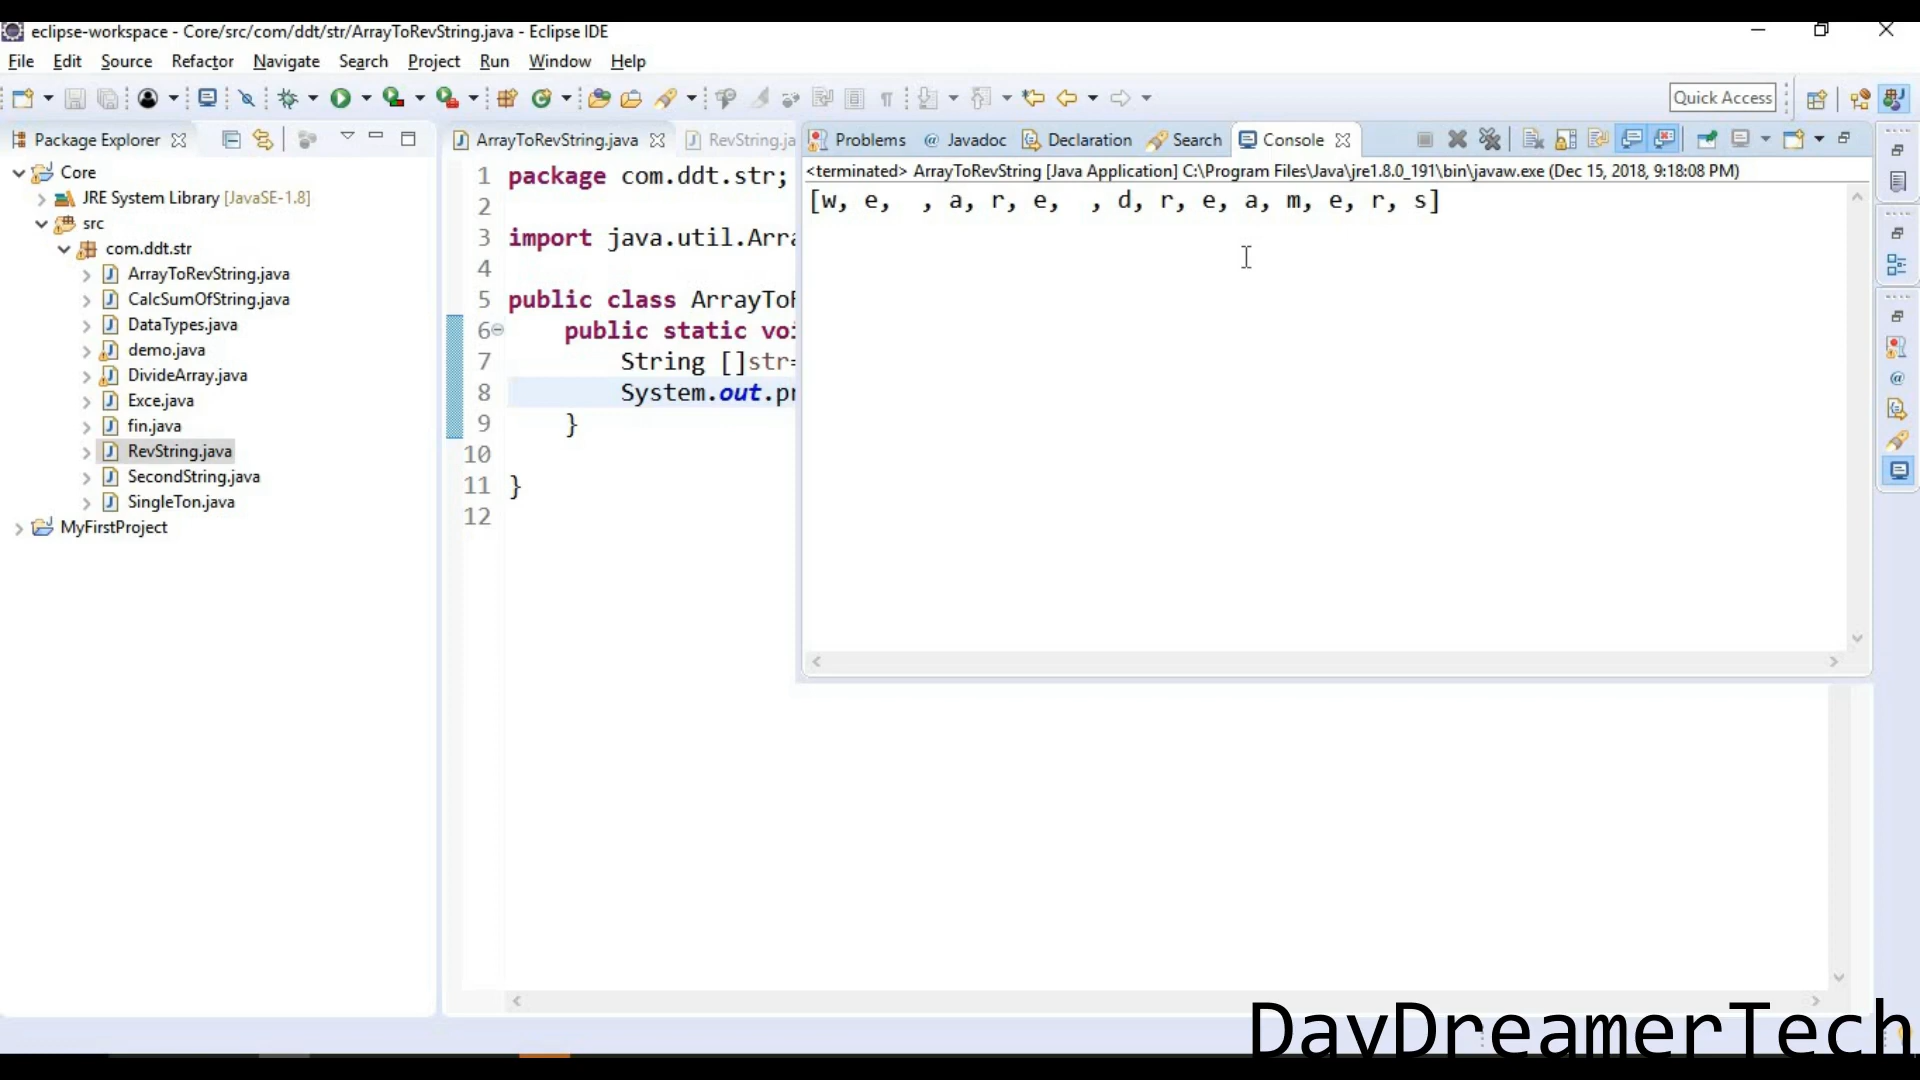 eclipse-workspace - Core/src/com/ddt/str/ArrayToRevString.java - Eclipse IDE
File Edit Source Refactor Navigate Search Project Run Window Help
Quick Access
Package Explorer
Core
JRE System Library [JavaSE-1.8]
src
com.ddt.str
ArrayToRevString.java
CalcSumOfString.java
DataTypes.java
demo.java
DivideArray.java
Exce.java
fin.java
RevString.java
SecondString.java
SingleTon.java
MyFirstProject
ArrayToRevString.java RevString.ja
1 package com.ddt.str;
2
3 import java.util.Arra
4
5 public class ArrayToR
6 public static voi
7 String []str=
8 System.out.pr
9 }
10
11 }
12
Problems @ Javadoc Declaration Search Console
<terminated> ArrayToRevString [Java Application] C:\Program Files\Java\jre1.8.0_191\bin\javaw.exe (Dec 15, 2018, 9:18:08 PM)
[w, e,  , a, r, e,  , d, r, e, a, m, e, r, s]
DayDreamerTech